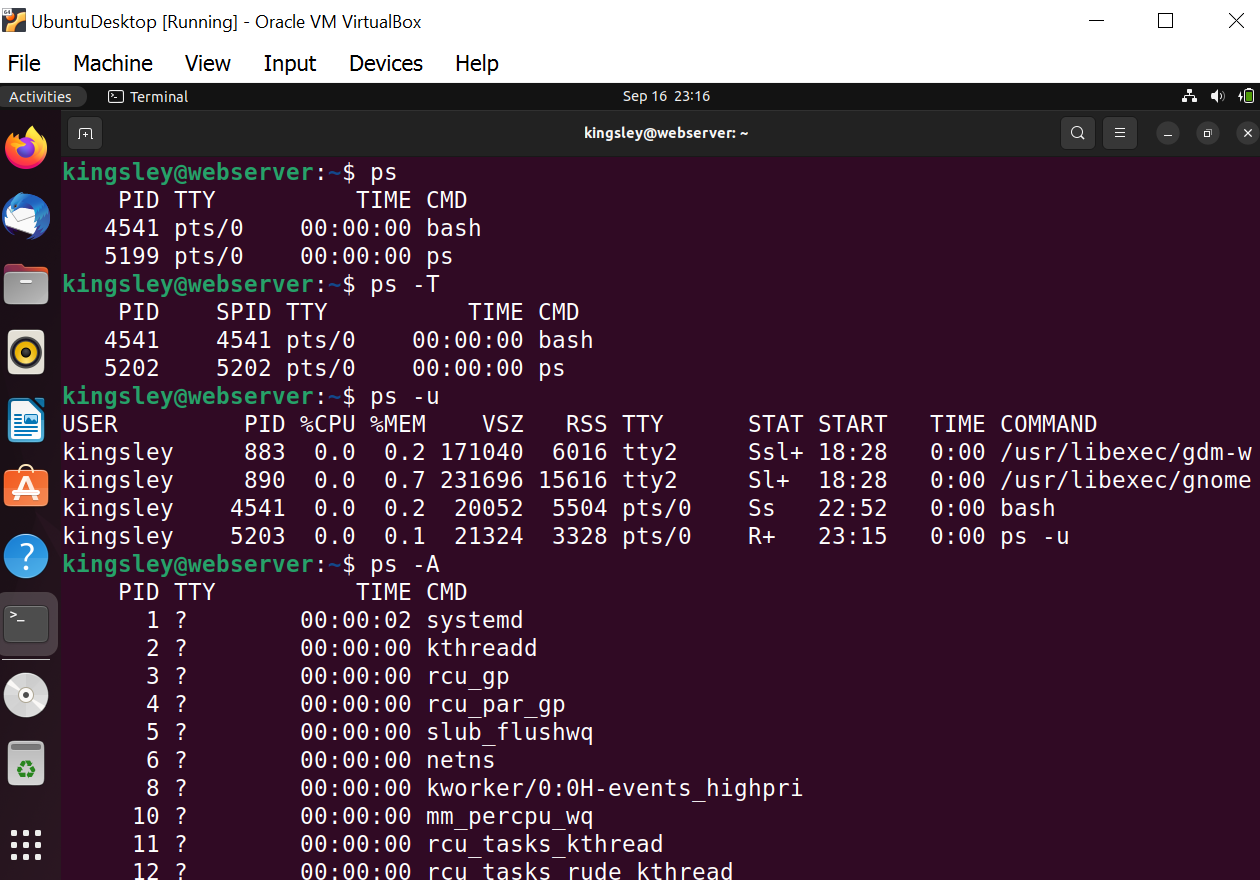 UbuntuDesktop [Running] - Oracle VM VirtualBox
File Machine View Input Devices Help
Activities Terminal Sep 16 23:16
kingsley@webserver: ~
kingsley@webserver:~$ ps
PID TTY TIME CMD
4541 pts/0 00:00:00 bash
5199 pts/0 00:00:00 ps
kingsley@webserver:~$ ps -T
PID SPID TTY TIME CMD
4541 4541 pts/0 00:00:00 bash
5202 5202 pts/0 00:00:00 ps
kingsley@webserver:~$ ps -u
USER PID %CPU %MEM VSZ RSS TTY STAT START TIME COMMAND
kingsley 883 0.0 0.2 171040 6016 tty2 Ssl+ 18:28 0:00 /usr/libexec/gdm-w
kingsley 890 0.0 0.7 231696 15616 tty2 Sl+ 18:28 0:00 /usr/libexec/gnome
kingsley 4541 0.0 0.2 20052 5504 pts/0 Ss 22:52 0:00 bash
kingsley 5203 0.0 0.1 21324 3328 pts/0 R+ 23:15 0:00 ps -u
kingsley@webserver:~$ ps -A
PID TTY TIME CMD
1 ? 00:00:02 systemd
2 ? 00:00:00 kthreadd
3 ? 00:00:00 rcu_gp
4 ? 00:00:00 rcu_par_gp
5 ? 00:00:00 slub_flushwq
6 ? 00:00:00 netns
8 ? 00:00:00 kworker/0:0H-events_highpri
10 ? 00:00:00 mm_percpu_wq
11 ? 00:00:00 rcu_tasks_kthread
12 ? 00:00:00 rcu_tasks_rude_kthread